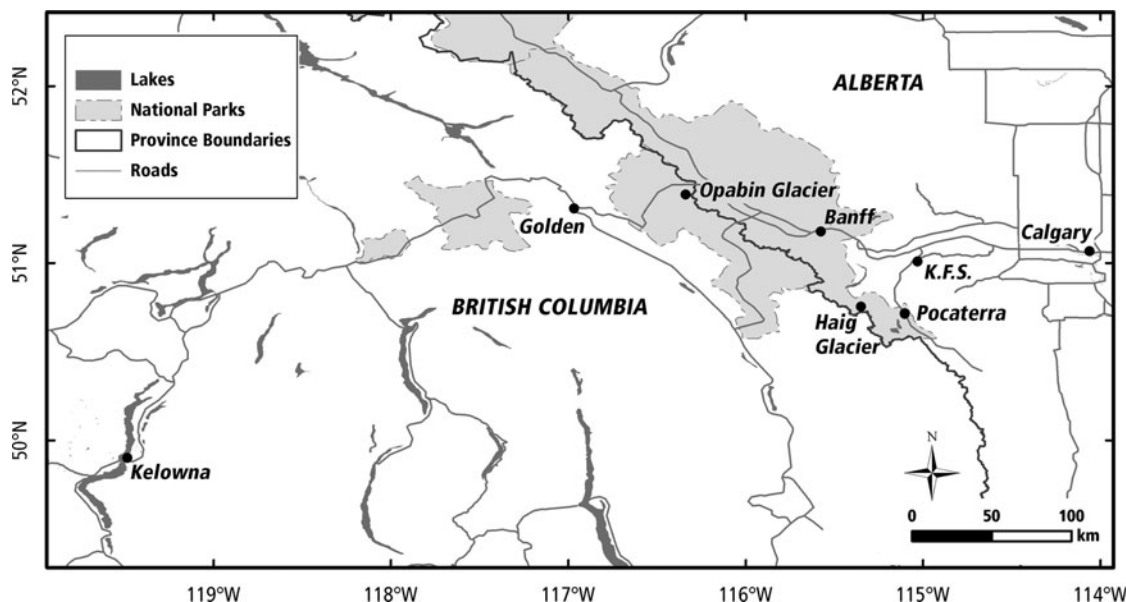 52°N
51°N
50°N
Lakes
National Parks
Province Boundaries
Roads
ALBERTA
Opabin Glacier
Banff
Golden
Calgary
K.F.S.
BRITISH COLUMBIA
Haig
Glacier
Pocaterra
Kelowna
N
0 50 100
km
119°W 118°W 117°W 116°W 115°W 114°W